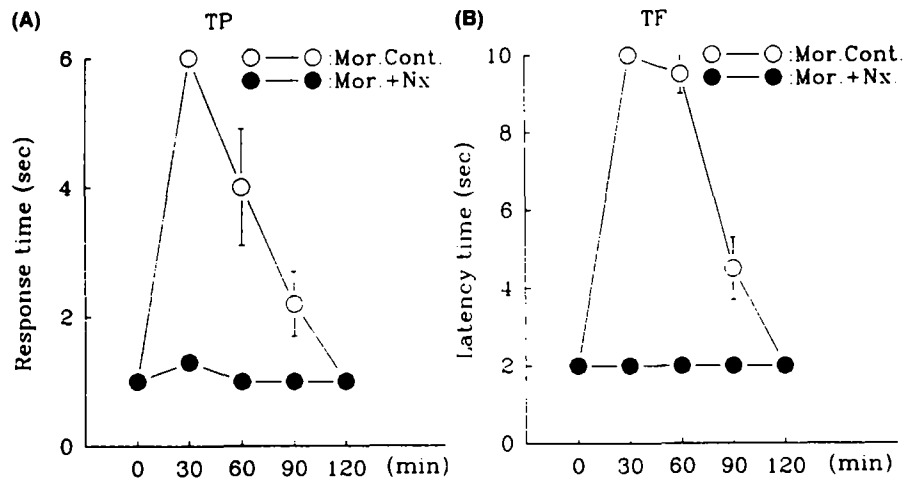 (A) TP
6
4
2
0
Response time (sec)
:Mor.Cont.
:Mor.+Nx
0 30 60 90 120 (min)
(B) TF
10
8
6
4
2
0
Latency time (sec)
:Mor.Cont.
:Mor.+Nx
0 30 60 90 120 (min)